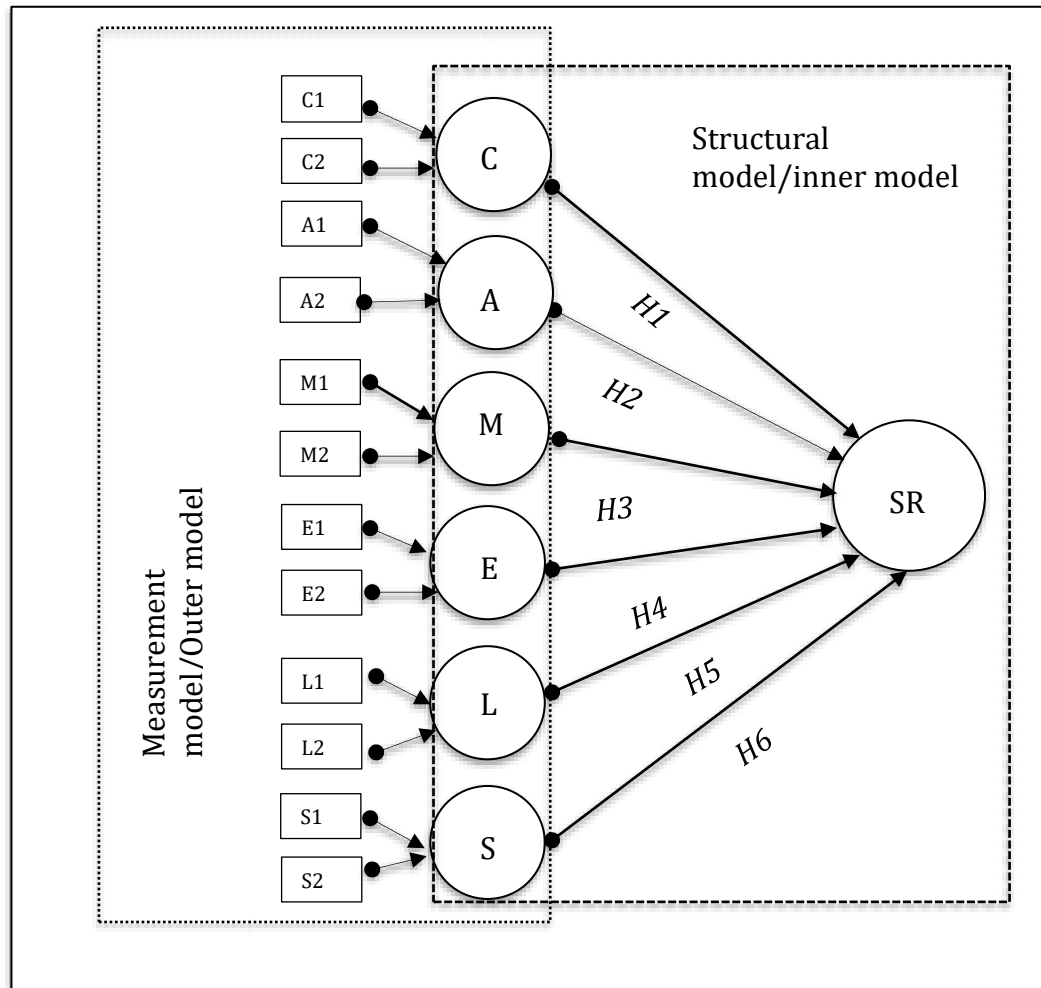 C1
C2
A1
A2
M1
M2
E1
E2
L1
L2
S1
S2
Measurement
model/Outer model
C
A
M
E
L
S
Structural
model/inner model
H1
H2
H3
H4
H5
H6
SR